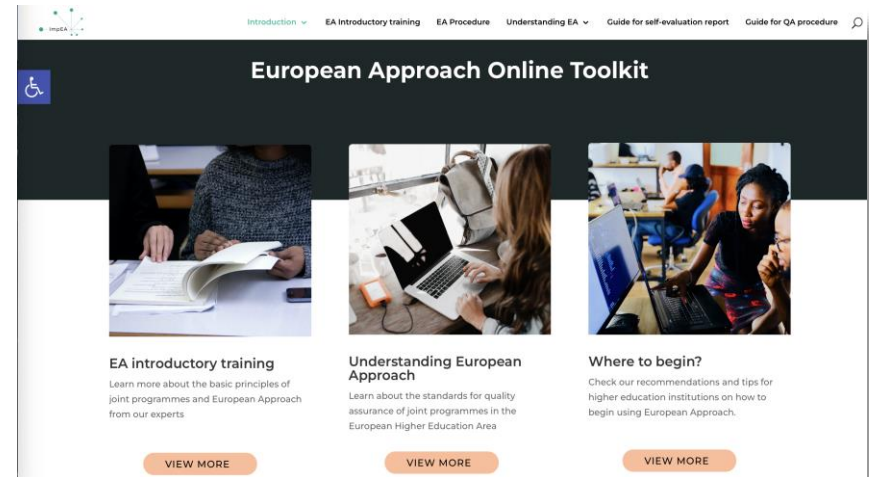 impEA
Introduction
EA Introductory training
EA Procedure
Understanding EA
Guide for self-evaluation report
Guide for QA procedure
European Approach Online Toolkit
EA introductory training
Learn more about the basic principles of
joint programmes and European Approach
from our experts
VIEW MORE
Understanding European
Approach
Learn about the standards for quality
assurance of joint programmes in the
European Higher Education Area
VIEW MORE
Where to begin?
Check our recommendations and tips for
higher education institutions on how to
begin using European Approach.
VIEW MORE